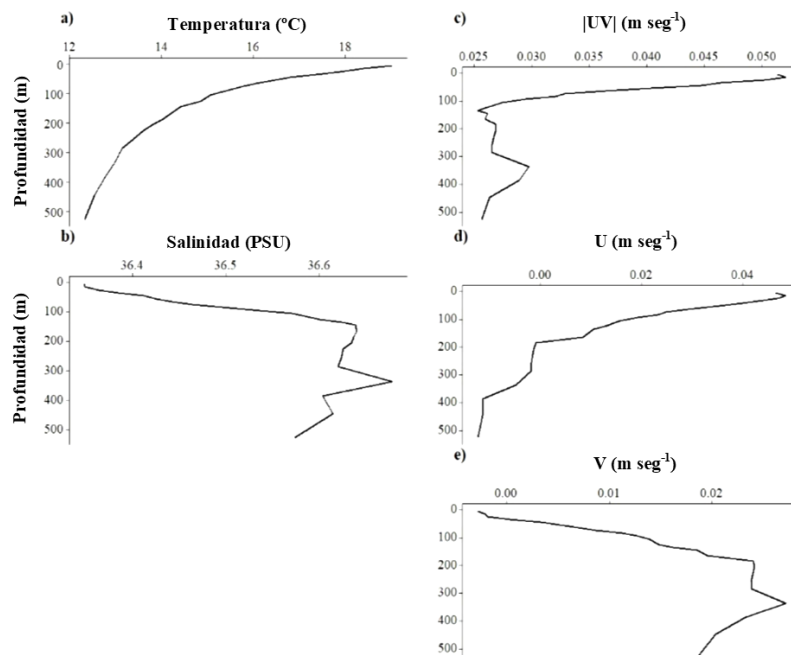 a)
Temperatura (ºC)
12 14 16 18
Profundidad (m)
0
100
200
300
400
500
b)
Salinidad (PSU)
36.4 36.5 36.6
Profundidad (m)
0
100
200
300
400
500
c)
|UV| (m seg-1)
0.025 0.030 0.035 0.040 0.045 0.050
0
100
200
300
400
500
d)
U (m seg-1)
0.00 0.02 0.04
0
100
200
300
400
500
e)
V (m seg-1)
0.00 0.01 0.02
0
100
200
300
400
500